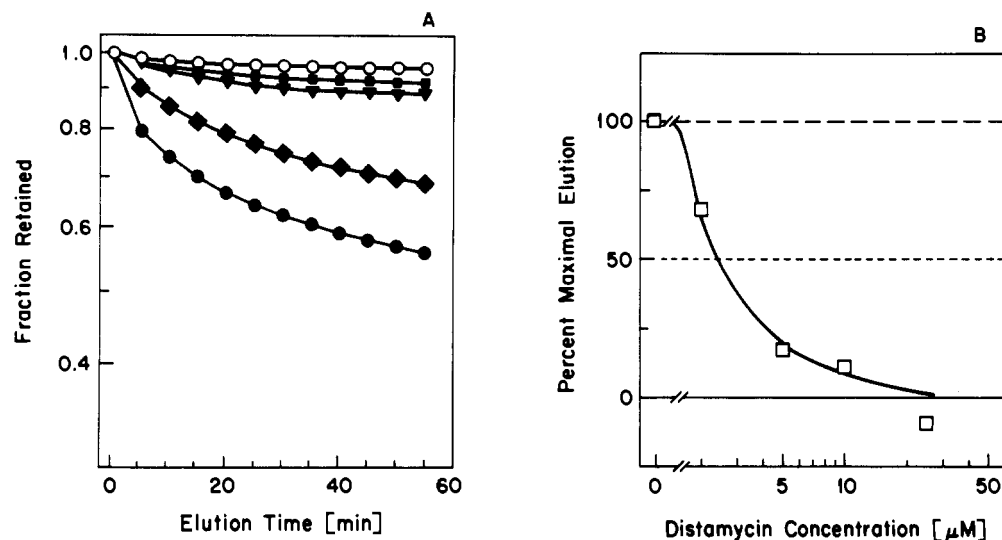 A
Fraction Retained
1.0
0.8
0.6
0.4
0
20
40
60
Elution Time [min]
B
Percent Maximal Elution
100
50
0
0
5
10
50
Distamycin Concentration [μM]